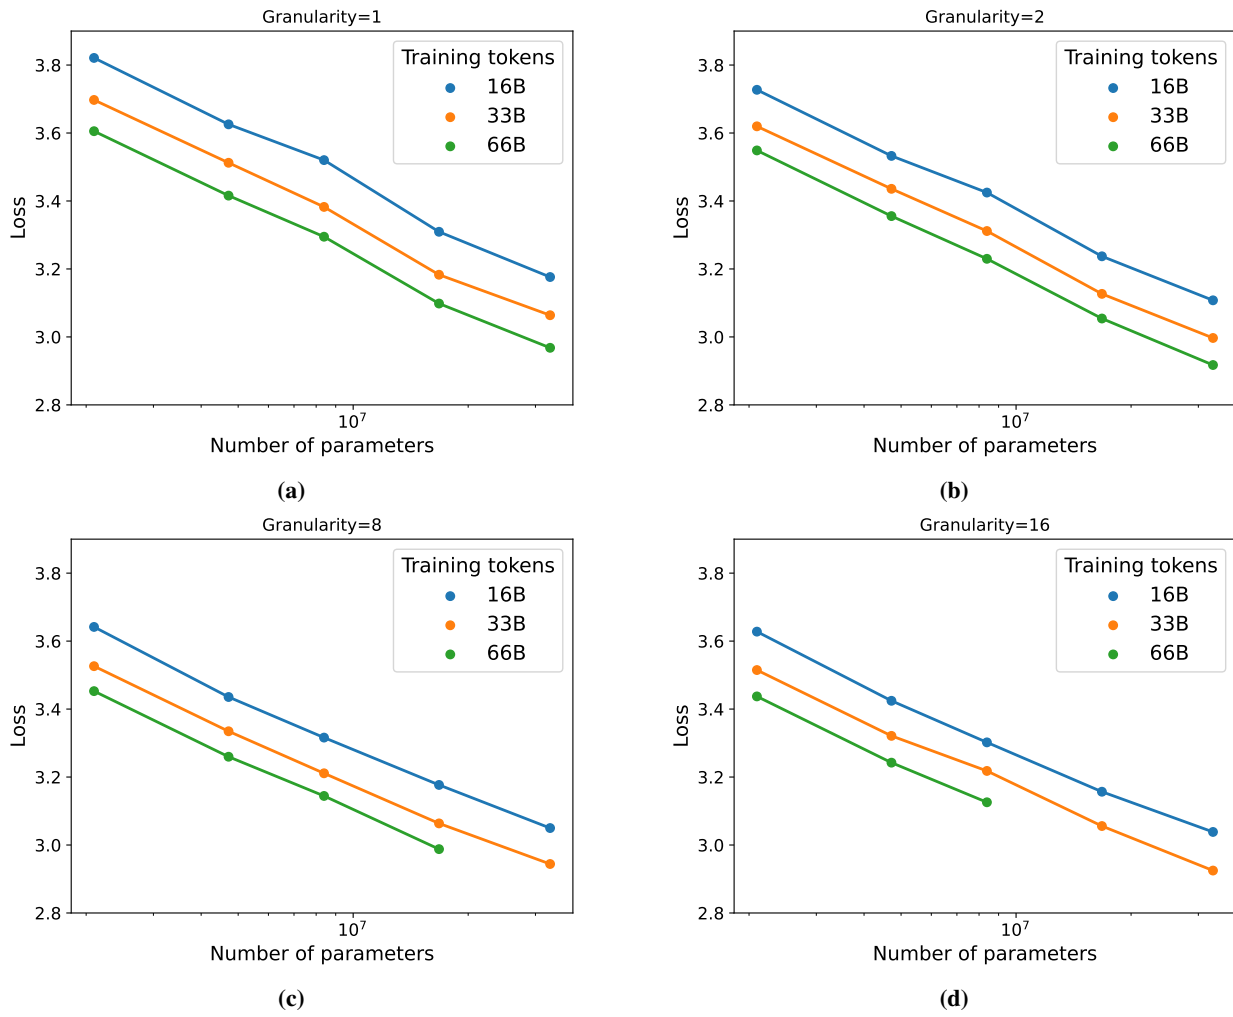 Granularity=1
3.8
3.6
3.4
3.2
3.0
2.8
Loss
Training tokens
16B
33B
66B
10^7
Number of parameters
(a)
Granularity=2
3.8
3.6
3.4
3.2
3.0
2.8
Loss
Training tokens
16B
33B
66B
10^7
Number of parameters
(b)
Granularity=8
3.8
3.6
3.4
3.2
3.0
2.8
Loss
Training tokens
16B
33B
66B
10^7
Number of parameters
(c)
Granularity=16
3.8
3.6
3.4
3.2
3.0
2.8
Loss
Training tokens
16B
33B
66B
10^7
Number of parameters
(d)